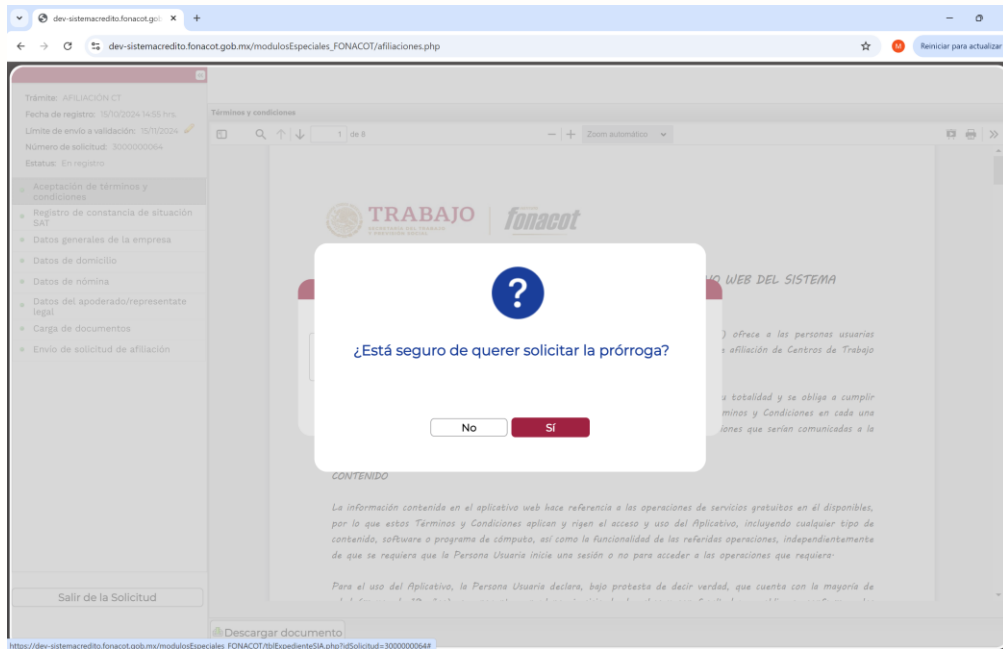 dev-sistemacredito.fonacot.gob
dev-sistemacredito.fonacot.gob.mx/modulosEspeciales_FONACOT/afiliaciones.php
M
Reiniciar para actualizar
Trámite: AFILIACIÓN CT
Fecha de registro: 15/10/2024 14:55 hrs.
Límite de envío a validación: 15/11/2024
Número de solicitud: 3000000064
Estatus: En registro
Aceptación de términos y
condiciones
Registro de constancia de situación
SAT
Datos generales de la empresa
Datos de domicilio
Datos de nómina
Datos del apoderado/representate
legal
Carga de documentos
Envío de solicitud de afiliación
Salir de la Solicitud
Términos y condiciones
1 de 8
Zoom automático
TRABAJO
SECRETARÍA DEL TRABAJO
Y PREVISIÓN SOCIAL
fonacot
WEB DEL SISTEMA
) ofrece a las personas usuarias
afiliación de Centros de Trabajo
totalidad y se obliga a cumplir
minos y Condiciones en cada una
iones que serían comunicadas a la
¿Está seguro de querer solicitar la prórroga?
No
Sí
CONTENIDO
La información contenida en el aplicativo web hace referencia a las operaciones de servicios gratuitos en él disponibles,
por lo que estos Términos y Condiciones aplican y rigen el acceso y uso del Aplicativo, incluyendo cualquier tipo de
contenido, software o programa de cómputo, así como la funcionalidad de las referidas operaciones, independientemente
de que se requiera que la Persona Usuaria inicie una sesión o no para acceder a las operaciones que requiera.
Para el uso del Aplicativo, la Persona Usuaria declara, bajo protesta de decir verdad, que cuenta con la mayoría de
Descargar documento
https://dev-sistemacredito.fonacot.gob.mx/modulosEspeciales_FONACOT/tblExpedienteSIA.php?idSolicitud=3000000064#